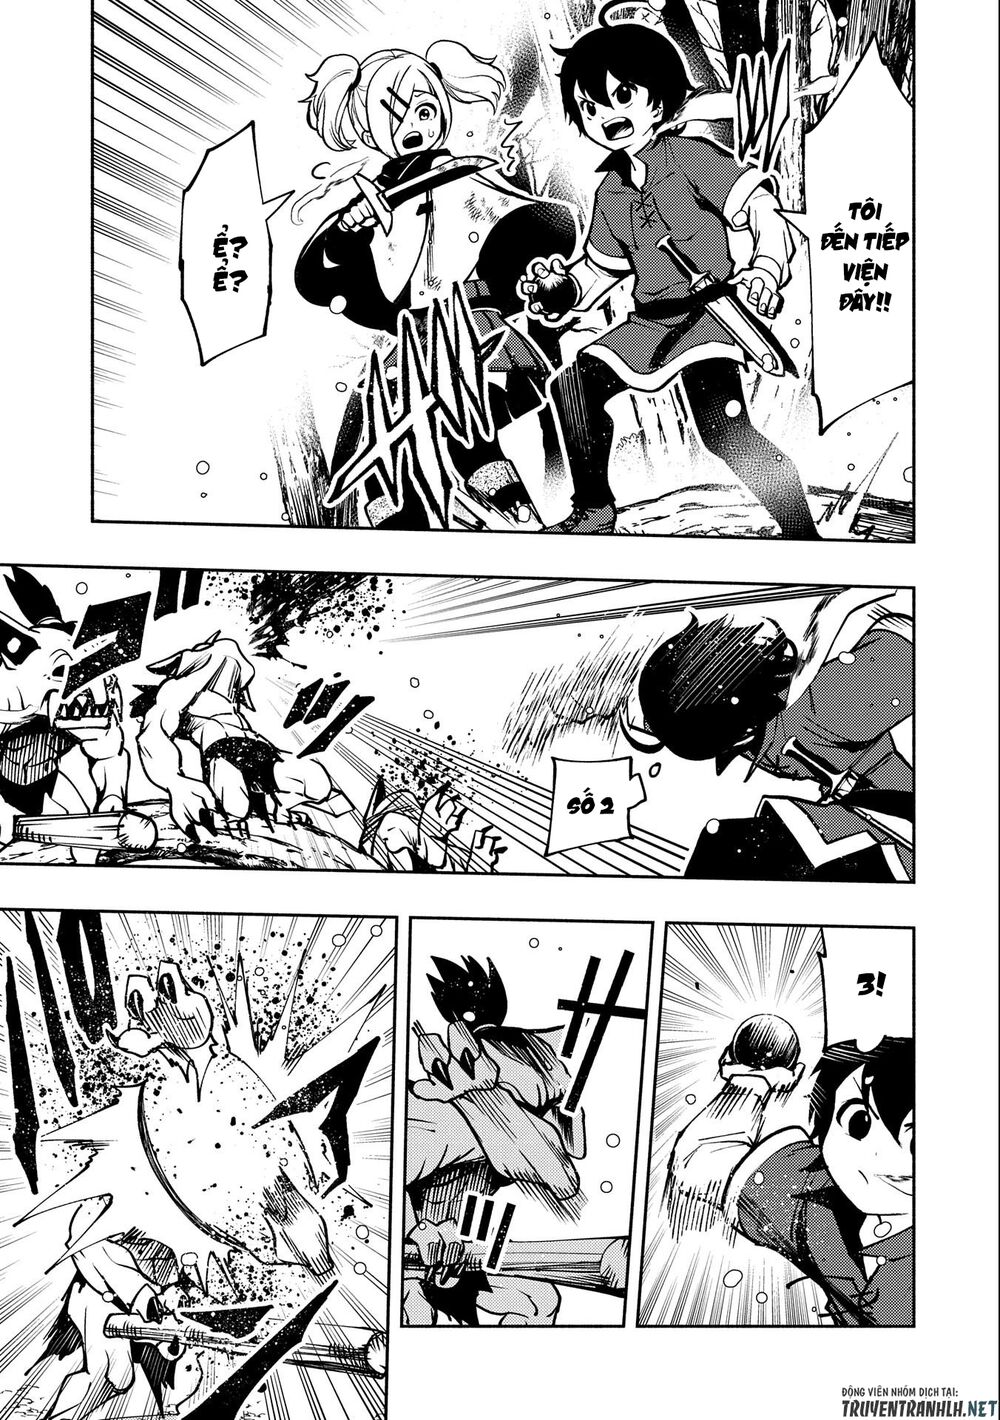 TÔI
ĐẾN TIẾP
VIỆN
ĐÂY!!
Ể?
Ể?
SỐ 2
3!
ĐỘNG VIÊN NHÓM DỊCH TẠI:
TRUYENTRANHLH.NET